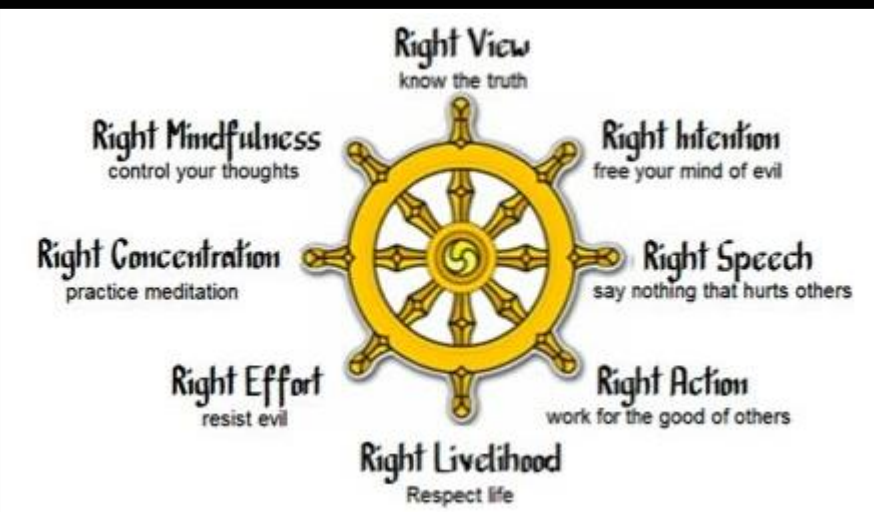 Right View
know the truth
Right Intention
free your mind of evil
Right Speech
say nothing that hurts others
Right Action
work for the good of others
Right Livelihood
Respect life
Right Effort
resist evil
Right Concentration
practice meditation
Right Mindfulness
control your thoughts